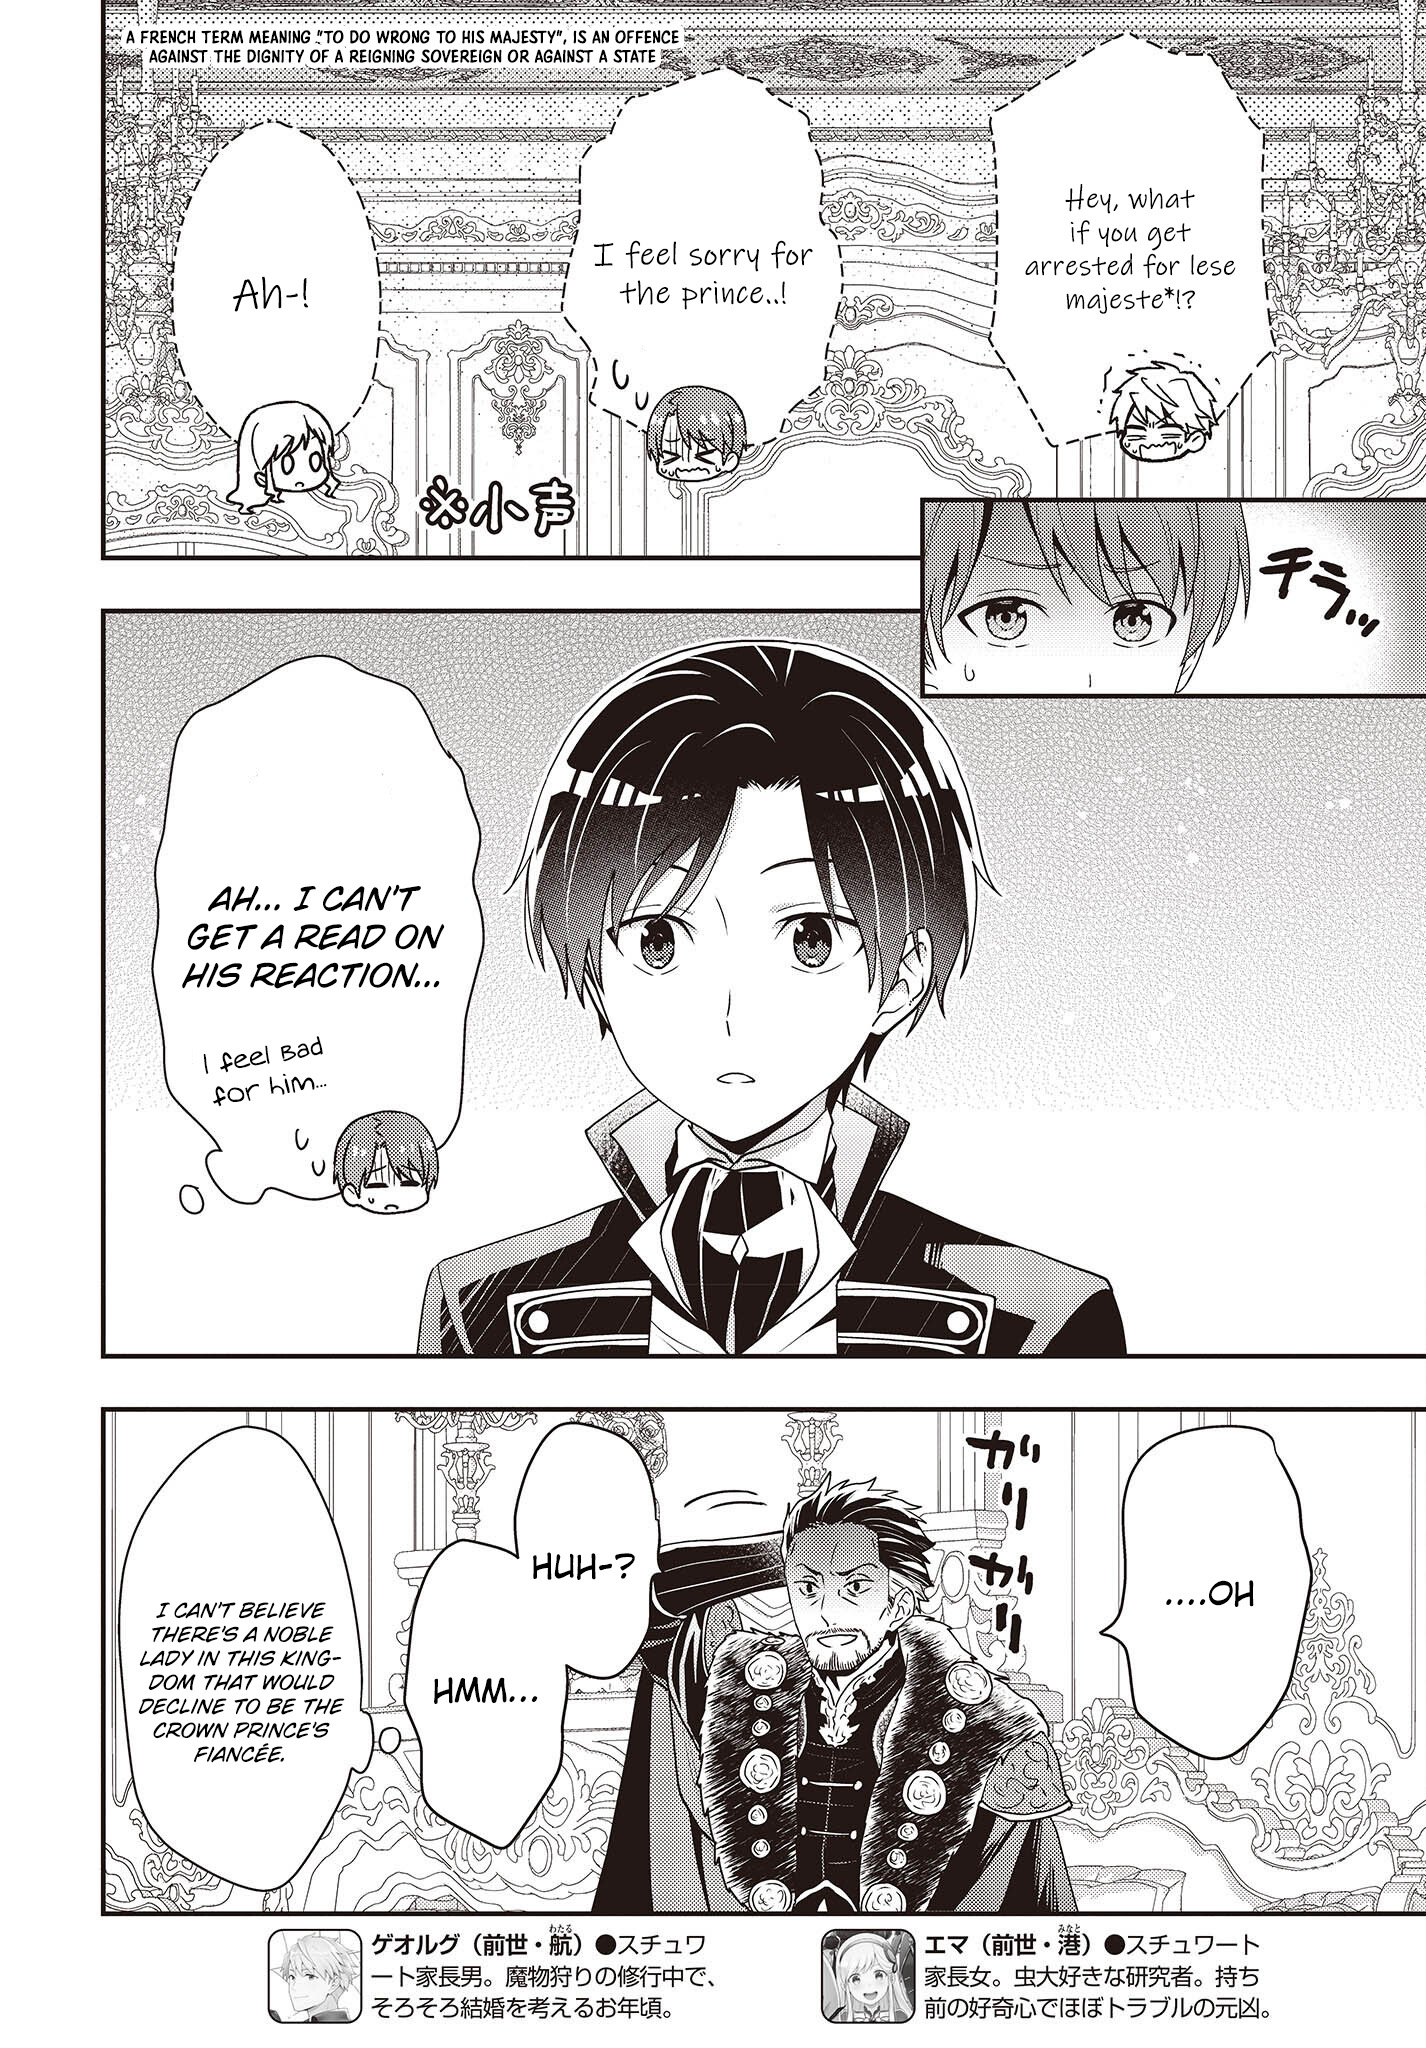 A FRENCH TERM MEANING "TO DO WRONG TO HIS MAJESTY", IS AN OFFENCE
AGAINST THE DIGNITY OF A REIGNING SOVEREIGN OR AGAINST A STATE
Hey, what
if you get
arrested for lese
majeste*!?
I feel sorry for
the prince..!
Ah-!
※小声
チラッ
AH... I CAN'T
GET A READ ON
HIS REACTION...
I feel Bad
for him...
....OH
ガリガリ
HUH-?
HMM...
I CAN'T BELIEVE
THERE'S A NOBLE
LADY IN THIS KING-
DOM THAT WOULD
DECLINE TO BE THE
CROWN PRINCE'S
FIANCÉE.
エマ（前世・港）●スチュワート
みなと
家長女。虫大好きな研究者。持ち
前の好奇心でほぼトラブルの元凶。
ゲオルグ（前世・航）●スチュワ
わたる
ート家長男。魔物狩りの修行中で、
そろそろ結婚を考えるお年頃。